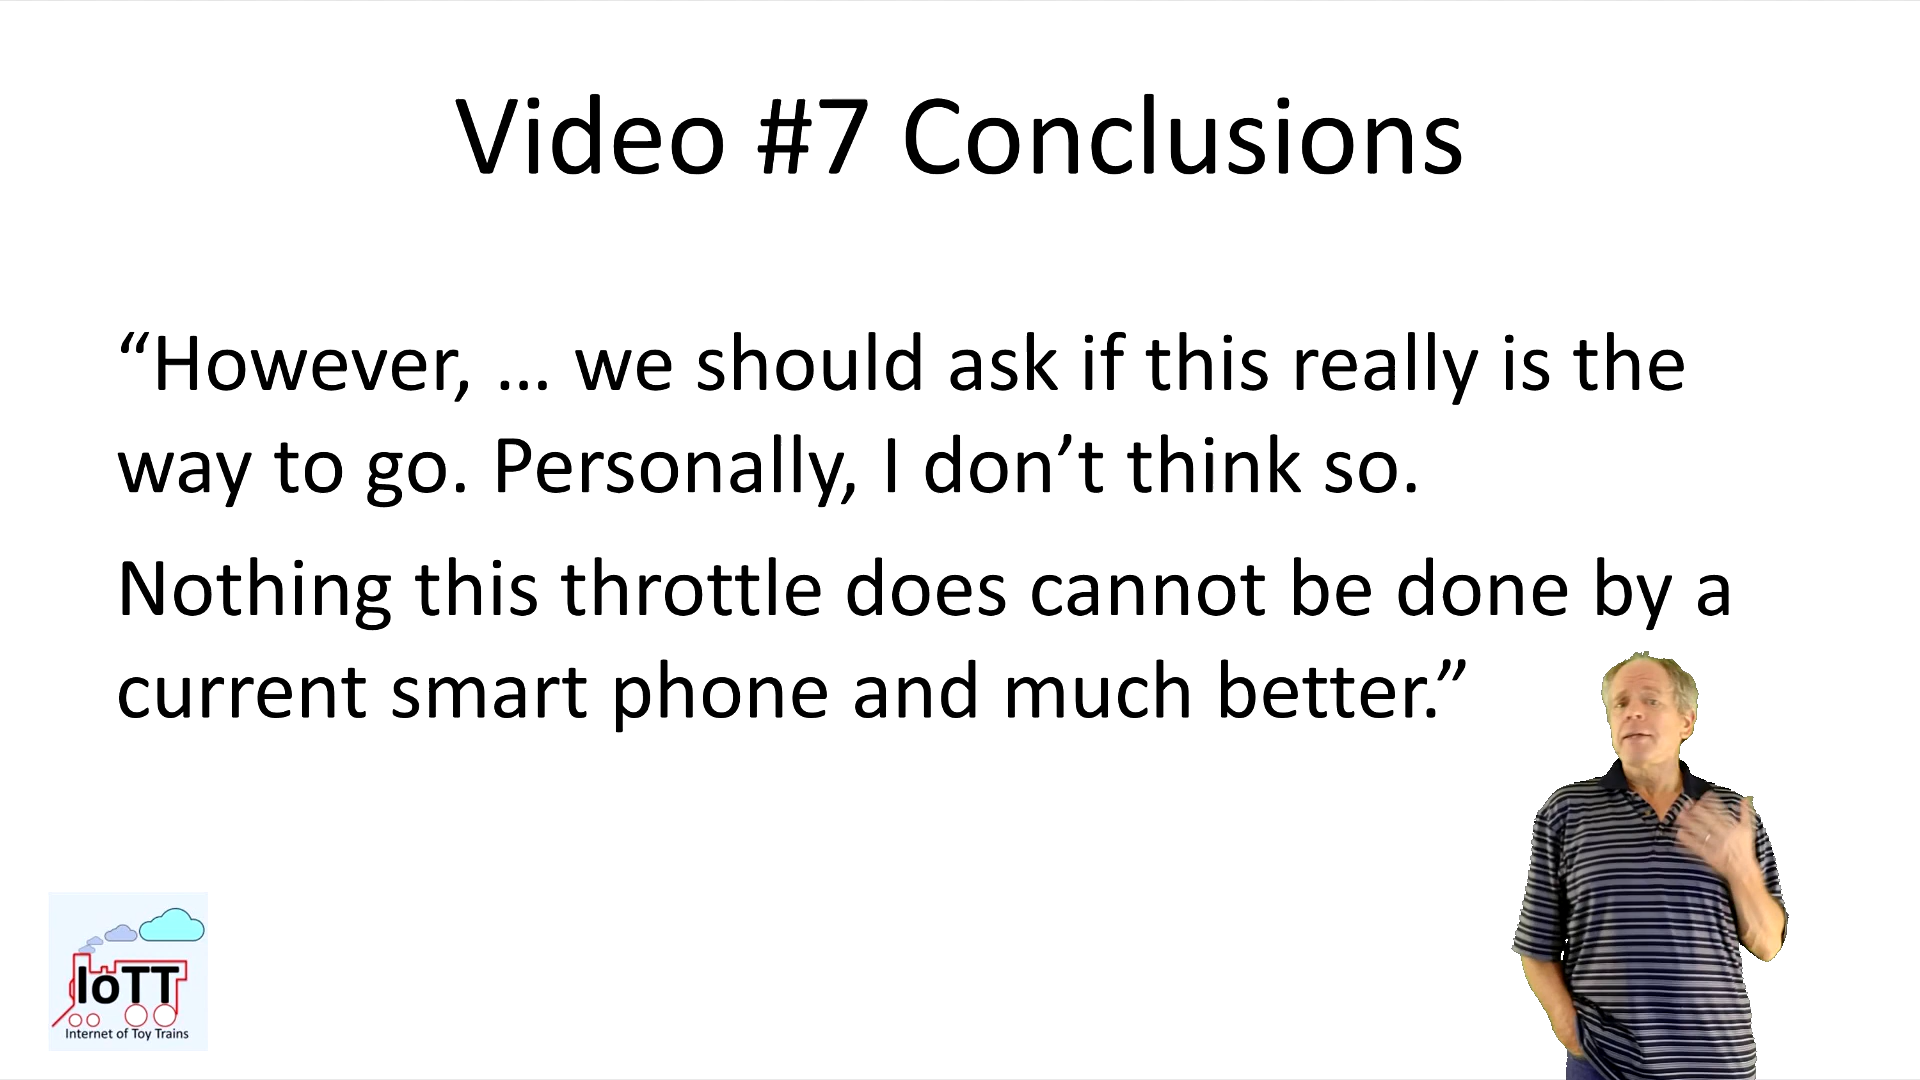 Video #7 Conclusions
“However, … we should ask if this really is the
way to go. Personally, I don’t think so.
Nothing this throttle does cannot be done by a
current smart phone and much better.”
IoTT
Internet of Toy Trains